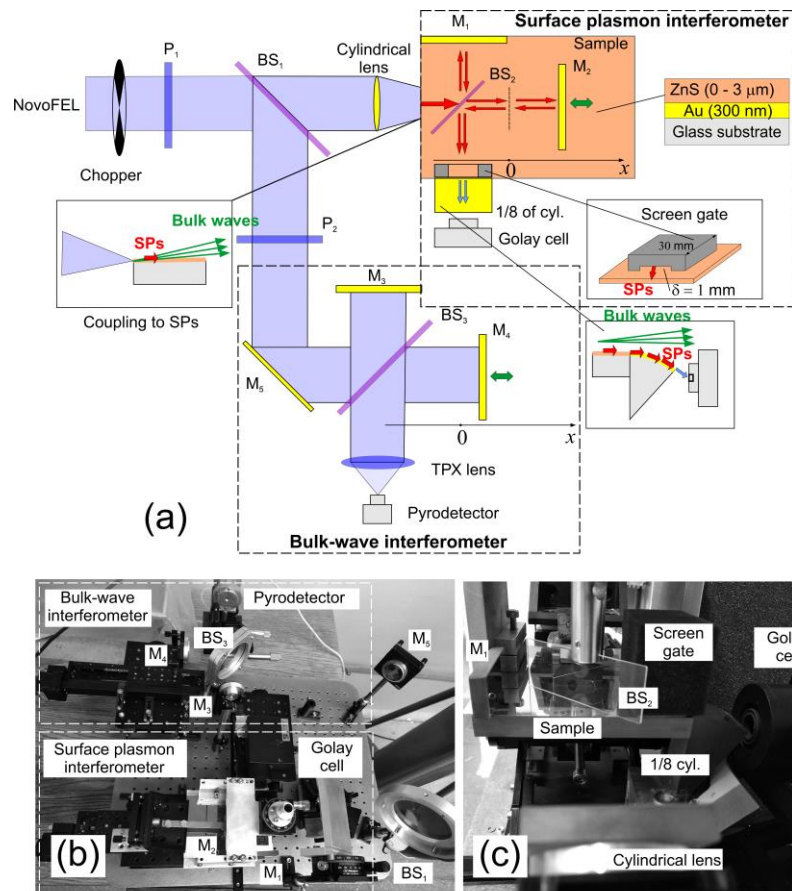 M1
Surface plasmon interferometer
P1
BS1
Cylindrical
lens
Sample
BS2
M2
NovoFEL
ZnS (0 - 3 μm)
Au (300 nm)
Glass substrate
Chopper
0
x
1/8 of cyl.
Golay cell
P2
Bulk waves
SPs
Coupling to SPs
Screen gate
30 mm
SPs
δ = 1 mm
M3
BS3
M4
Bulk waves
SPs
M5
0
x
TPX lens
Pyrodetector
(a)
Bulk-wave interferometer
Bulk-wave
interferometer
Pyrodetector
M4
BS3
M5
M3
Surface plasmon
interferometer
Golay
cell
M2
M1
BS1
(b)
M1
Screen
gate
BS2
Sample
1/8 cyl.
(c)
Cylindrical lens